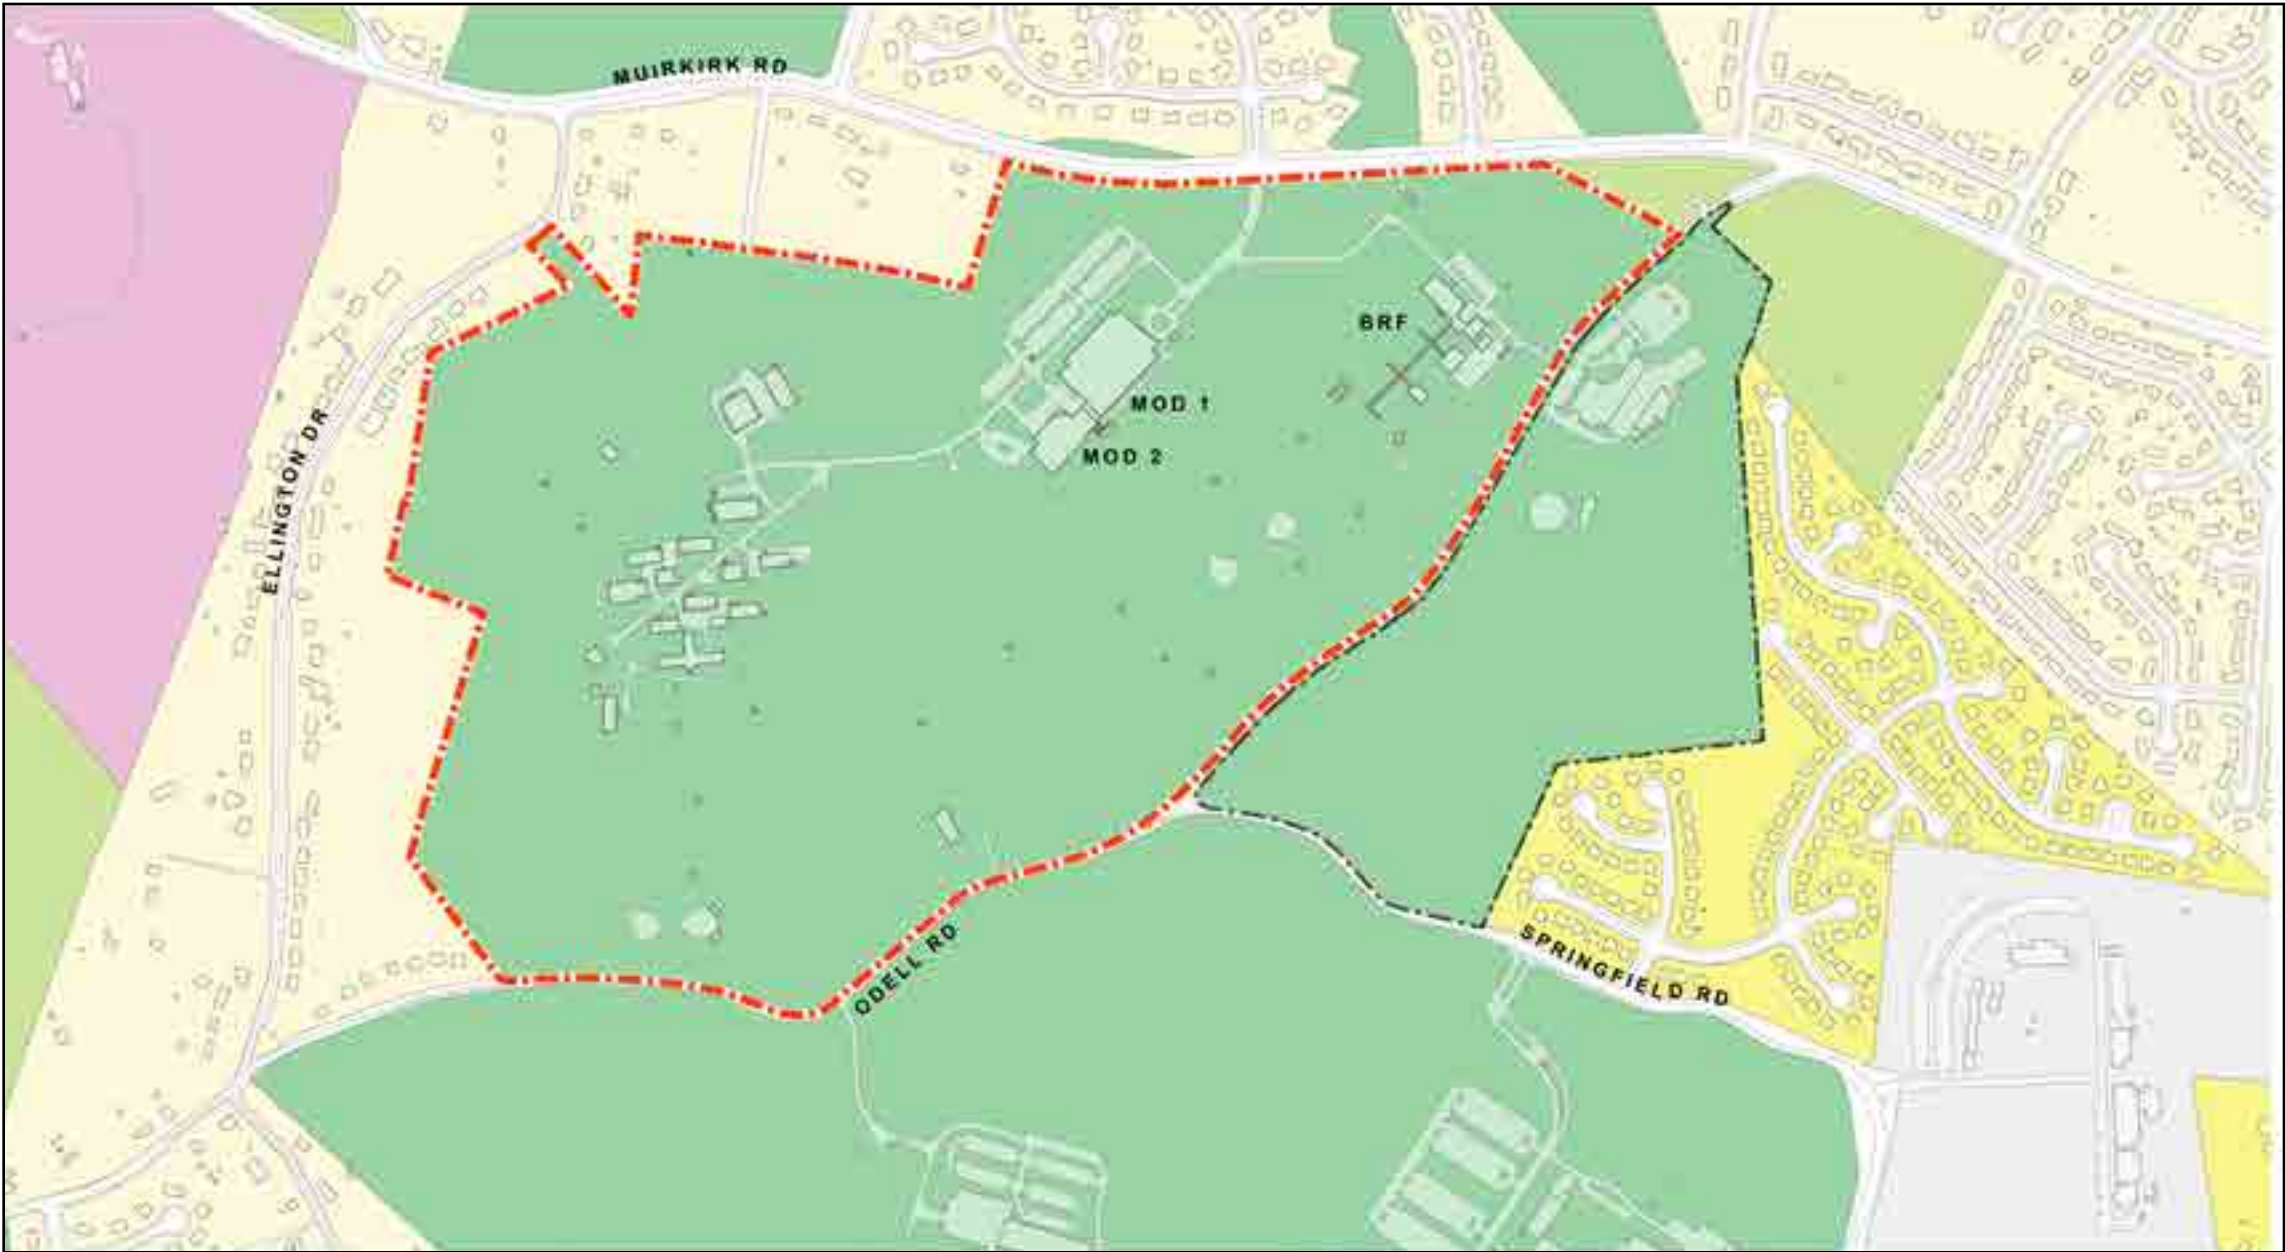 MUIRKIRK RD
BRF
MOD 1
MOD 2
ELLINGTON DR
ODELL RD
SPRINGFIELD RD